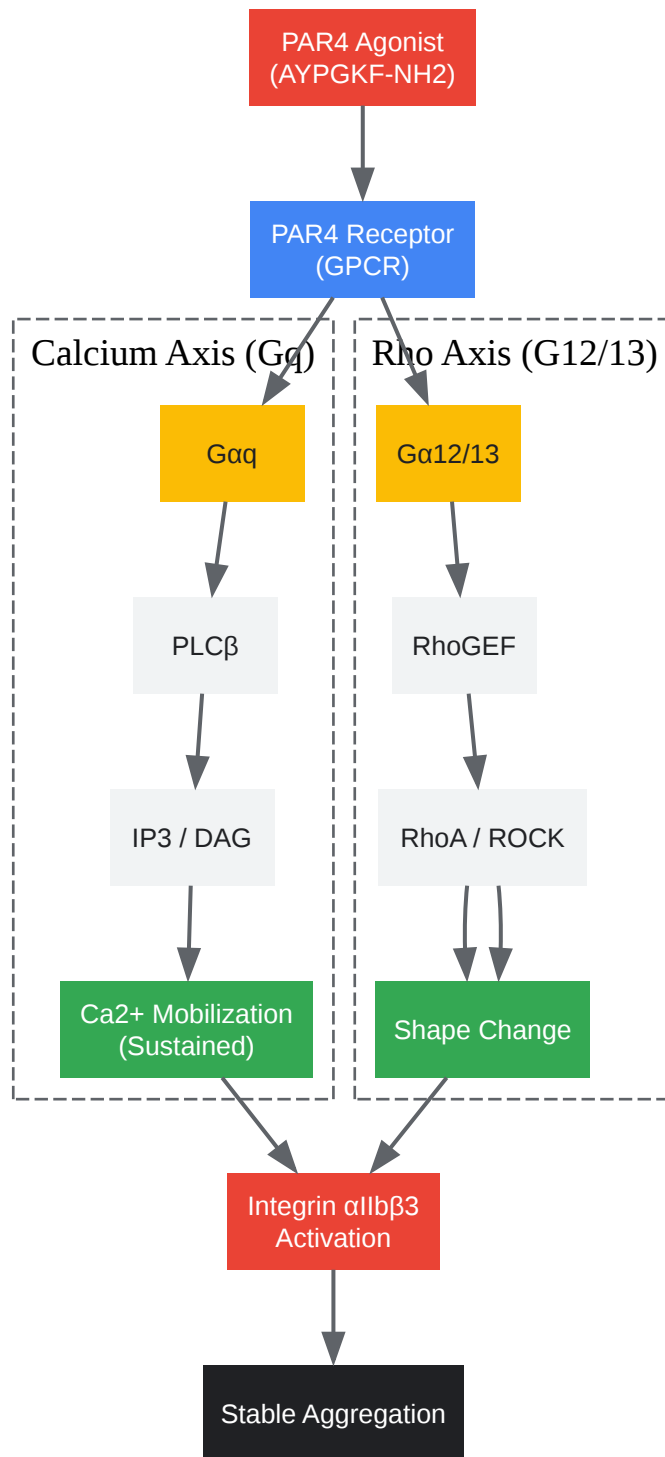 PAR4 Agonist
(AYPGKF-NH2)
PAR4 Receptor
(GPCR)
Calcium Axis (Gq)
Rho Axis (G12/13)
Gαq
Gα12/13
PLCβ
RhoGEF
IP3 / DAG
RhoA / ROCK
Ca2+ Mobilization
(Sustained)
Shape Change
Integrin αIIbβ3
Activation
Stable Aggregation